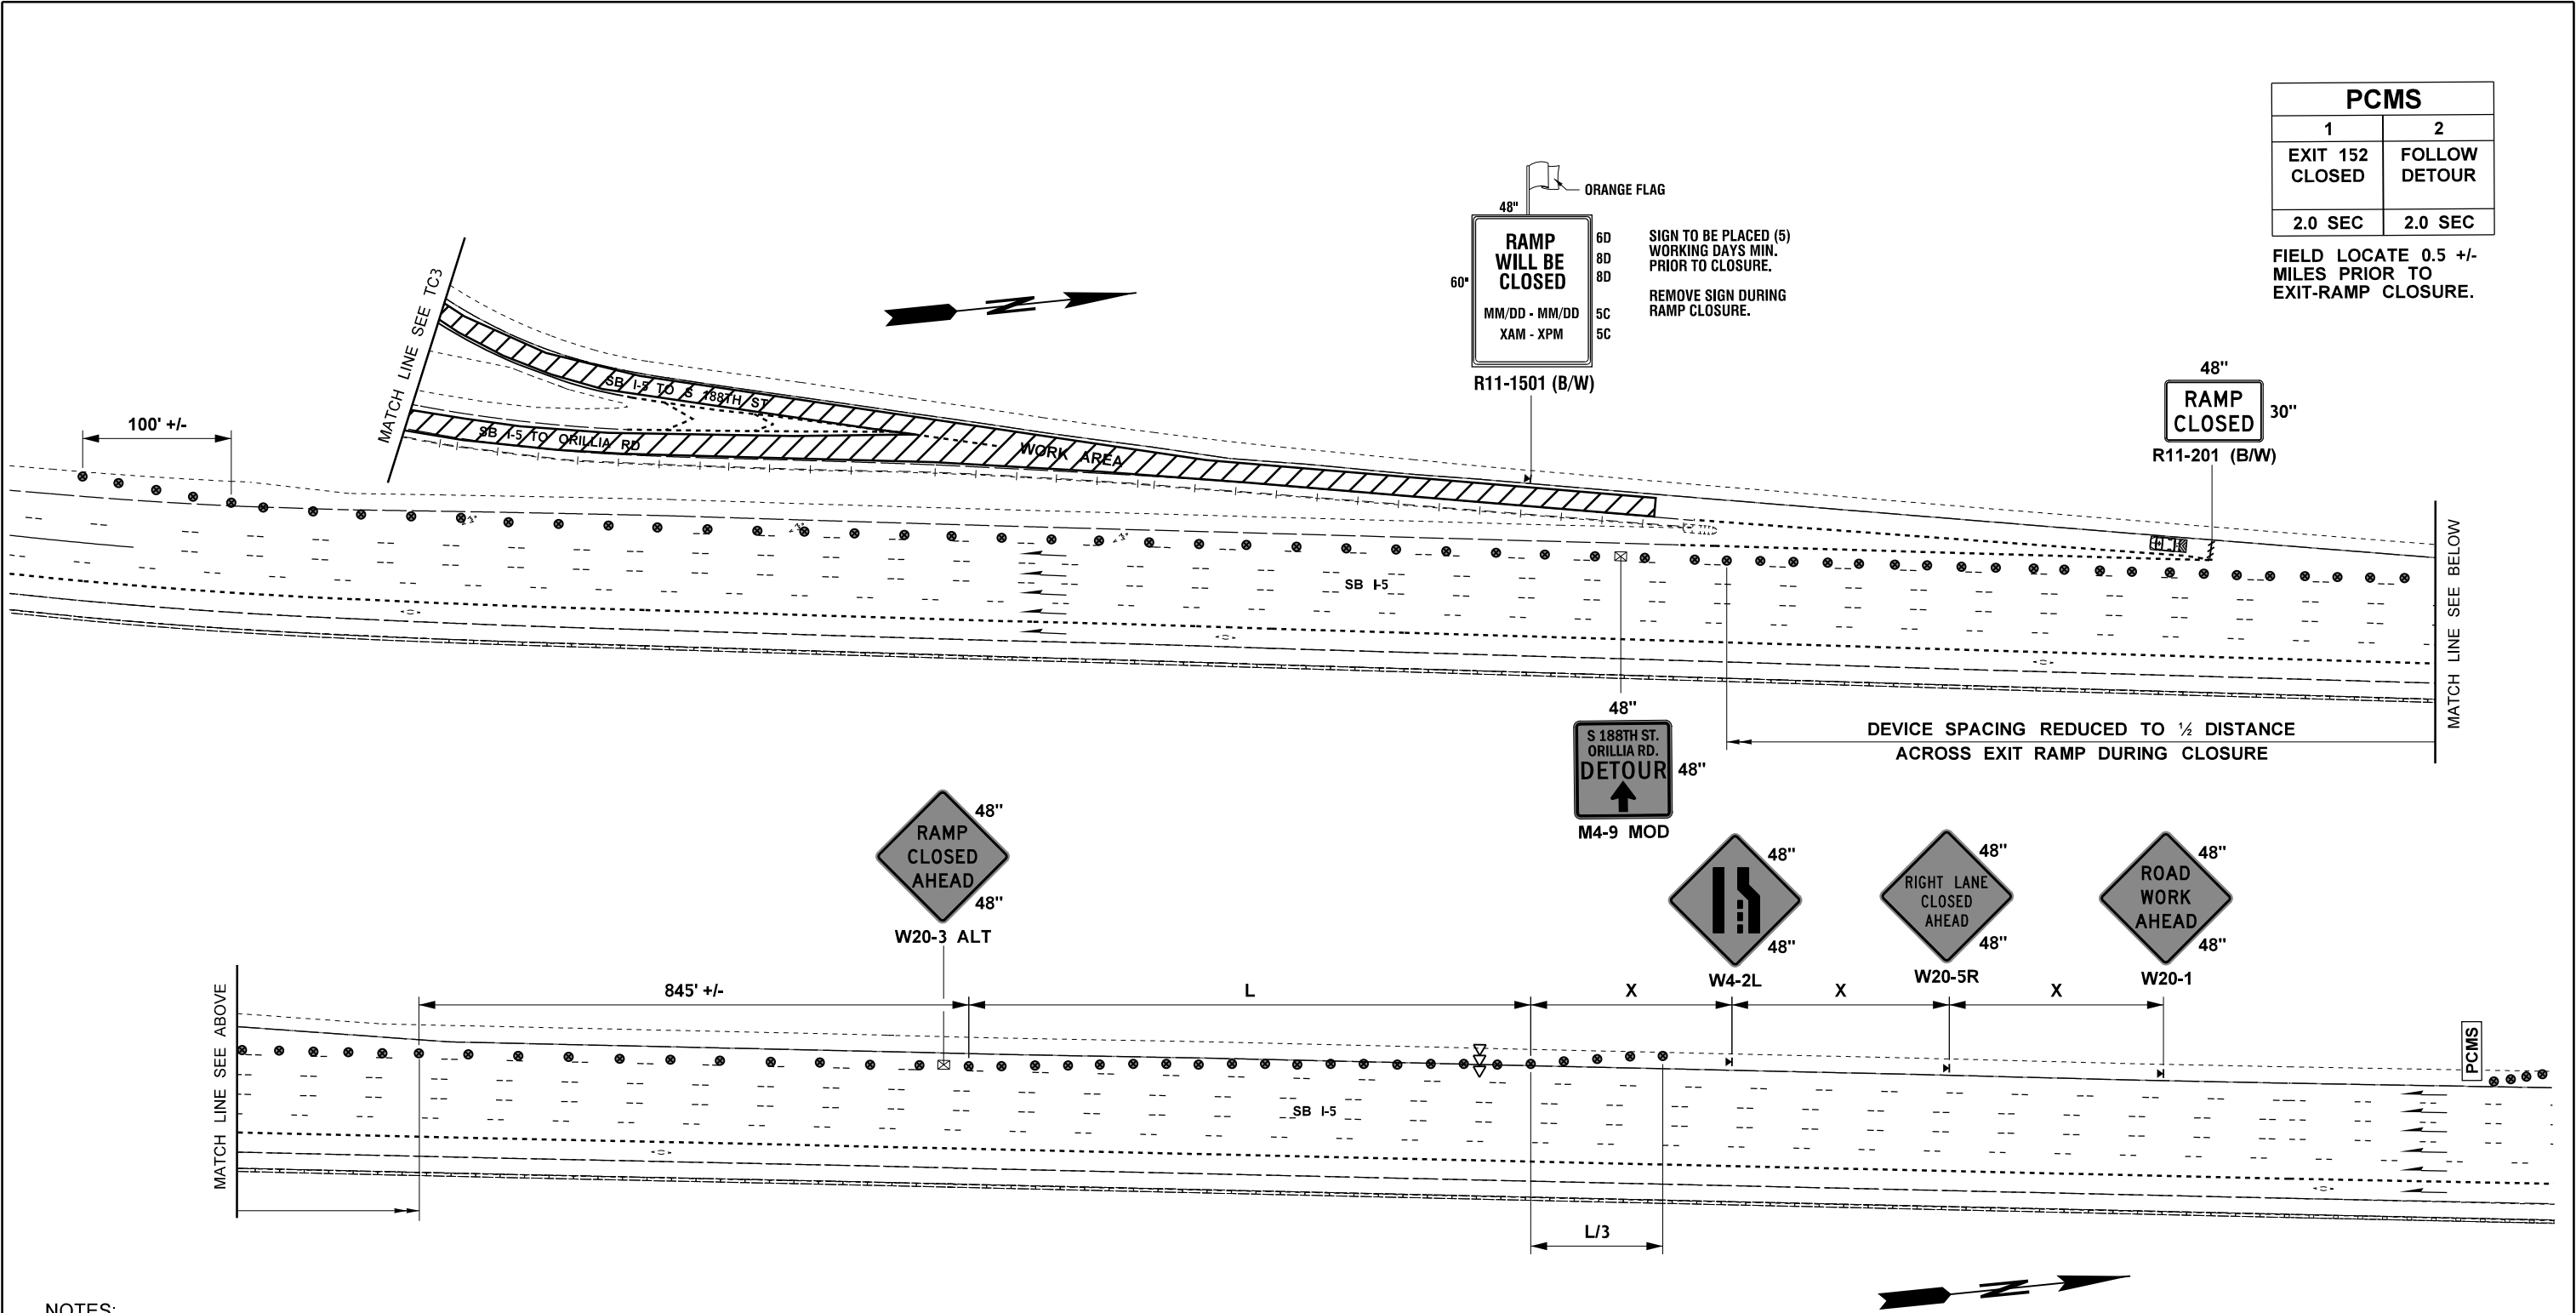 PCMS
1 2
EXIT 152 FOLLOW
CLOSED DETOUR
2.0 SEC 2.0 SEC
FIELD LOCATE 0.5 +/-
MILES PRIOR TO
EXIT-RAMP CLOSURE.
ORANGE FLAG
48"
60"
RAMP
WILL BE
CLOSED
MM/DD - MM/DD
XAM - XPM
6D
8D
8D
5C
5C
SIGN TO BE PLACED (5)
WORKING DAYS MIN.
PRIOR TO CLOSURE.
REMOVE SIGN DURING
RAMP CLOSURE.
R11-1501 (B/W)
48"
RAMP
CLOSED
30"
R11-201 (B/W)
N
MATCH LINE SEE TC3
100' +/-
SB I-5 TO S 188TH ST
SB I-5 TO ORILLIA RD
WORK AREA
SB I-5
MATCH LINE SEE BELOW
48"
S 188TH ST.
ORILLIA RD.
DETOUR
48"
M4-9 MOD
DEVICE SPACING REDUCED TO ½ DISTANCE
ACROSS EXIT RAMP DURING CLOSURE
RAMP
CLOSED
AHEAD
48"
48"
W20-3 ALT
48"
48"
W4-2L
RIGHT LANE
CLOSED
AHEAD
48"
48"
W20-5R
ROAD
WORK
AHEAD
48"
48"
W20-1
MATCH LINE SEE ABOVE
845' +/-
L
X
X
X
PCMS
SB I-5
L/3
N
NOTES: